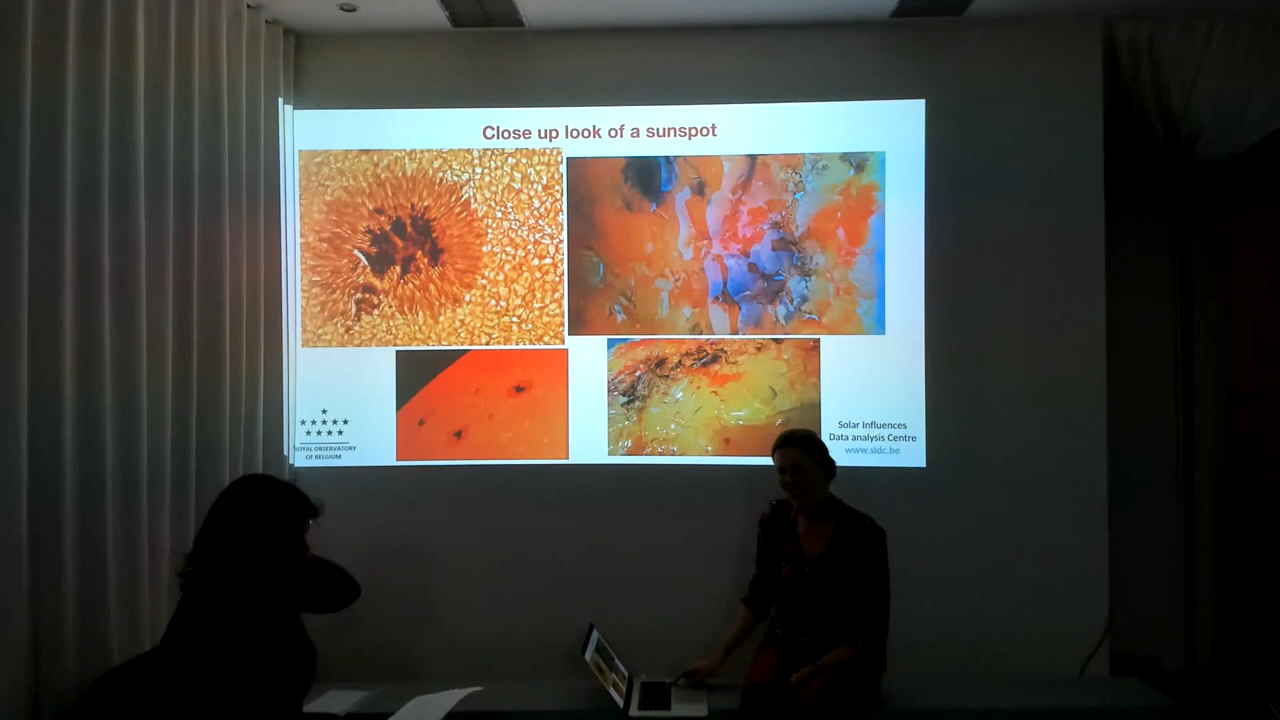 Close up look of a sunspot
ROYAL OBSERVATORY
OF BELGIUM
Solar Influences
Data analysis Centre
www.sidc.be